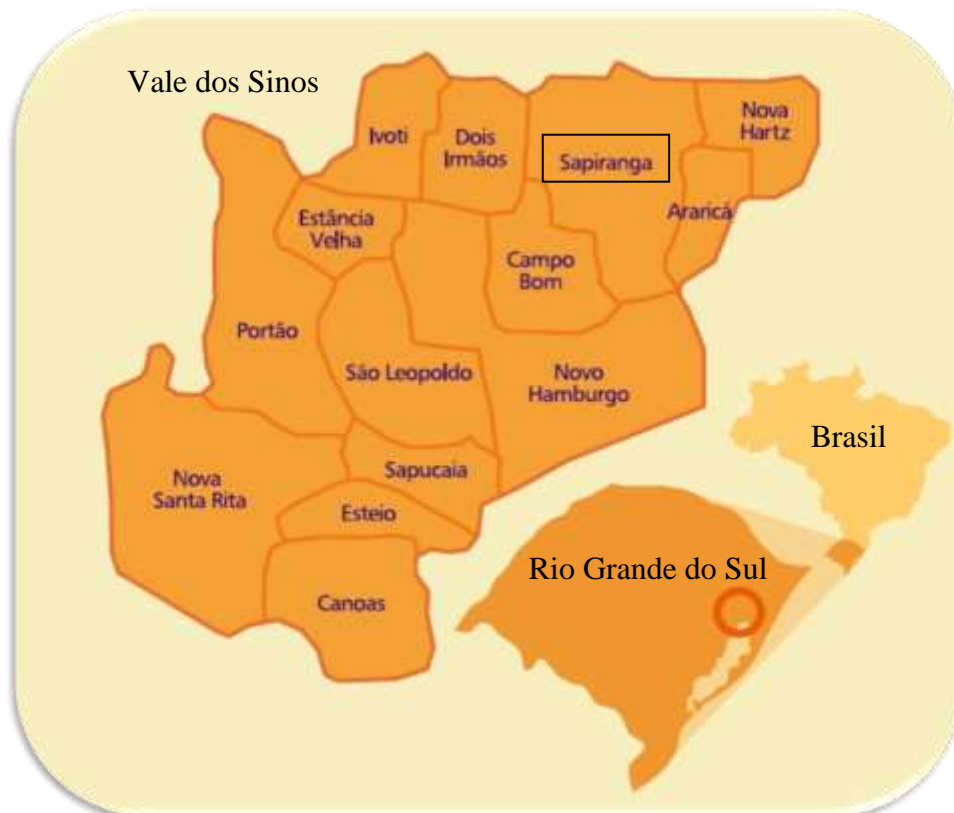 Vale dos Sinos
Ivoti
Dois
Irmãos
Sapiranga
Nova
Hartz
Araricá
Estância
Velha
Campo
Bom
Portão
São Leopoldo
Novo
Hamburgo
Nova
Santa Rita
Sapucaia
Esteio
Canoas
Brasil
Rio Grande do Sul